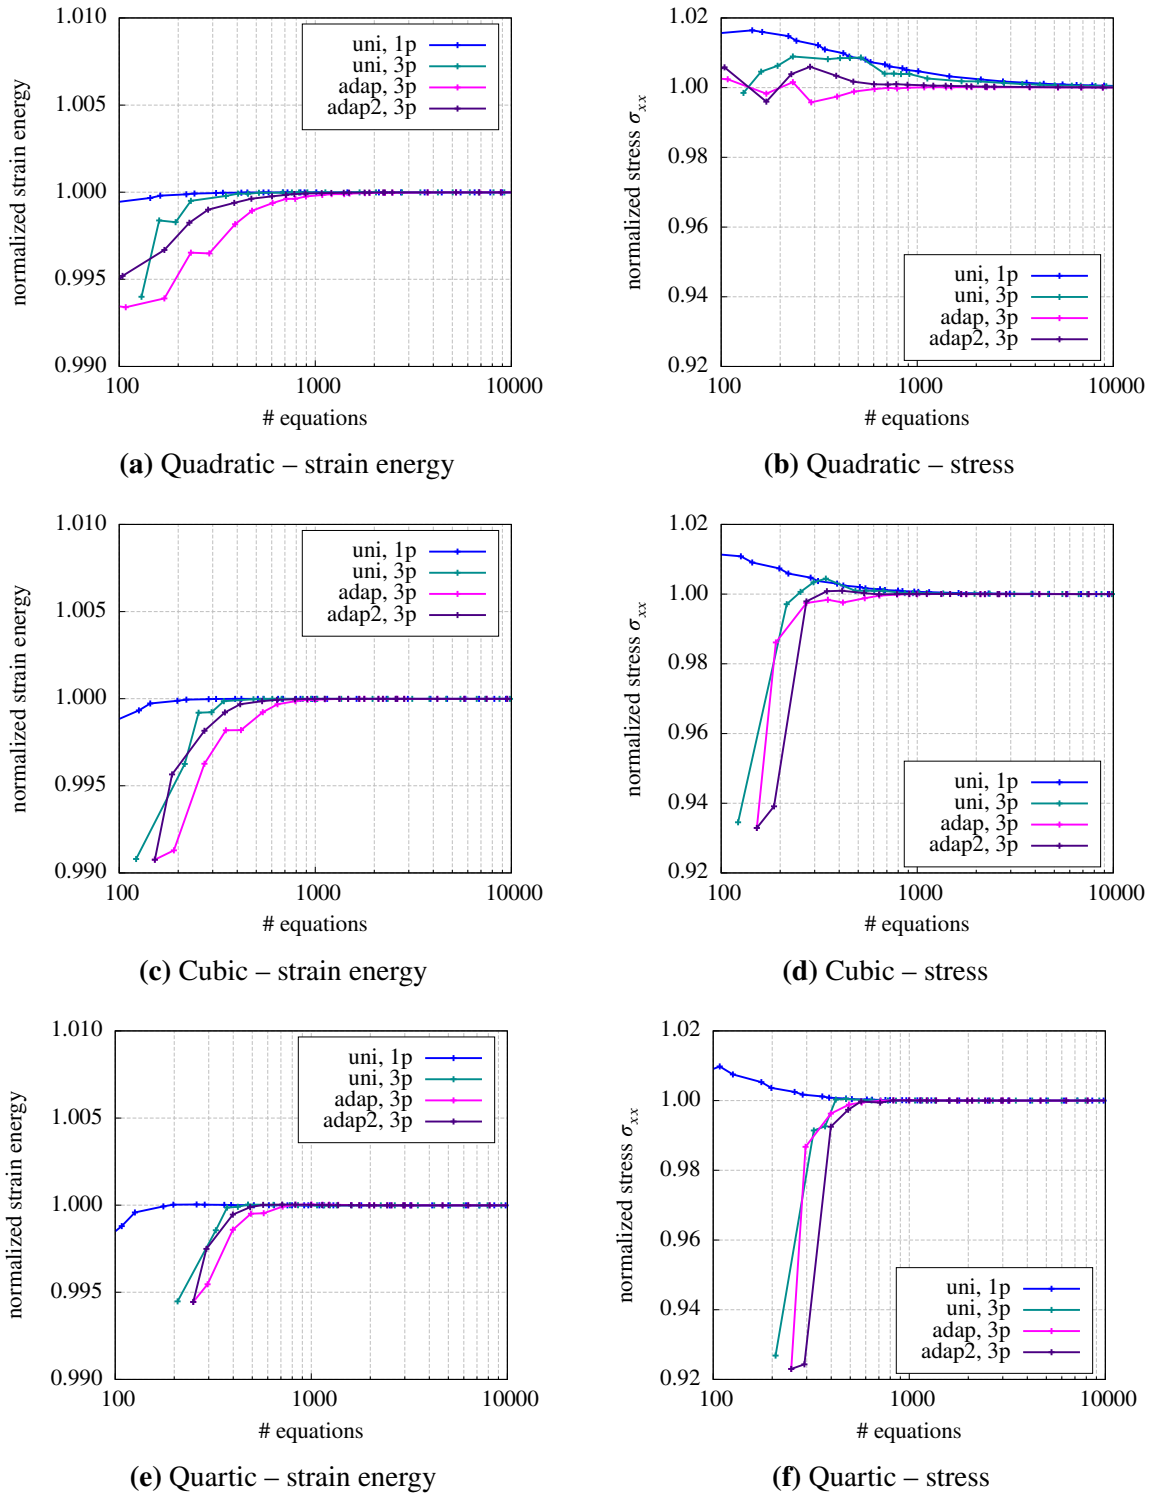 1.010
1.005
1.000
0.995
0.990
100
1000
10000
normalized strain energy
# equations
uni, 1p
uni, 3p
adap, 3p
adap2, 3p
(a) Quadratic – strain energy
1.02
1.00
0.98
0.96
0.94
0.92
100
1000
10000
normalized stress σxx
# equations
uni, 1p
uni, 3p
adap, 3p
adap2, 3p
(b) Quadratic – stress
1.010
1.005
1.000
0.995
0.990
100
1000
10000
normalized strain energy
# equations
uni, 1p
uni, 3p
adap, 3p
adap2, 3p
(c) Cubic – strain energy
1.02
1.00
0.98
0.96
0.94
0.92
100
1000
10000
normalized stress σxx
# equations
uni, 1p
uni, 3p
adap, 3p
adap2, 3p
(d) Cubic – stress
1.010
1.005
1.000
0.995
0.990
100
1000
10000
normalized strain energy
# equations
uni, 1p
uni, 3p
adap, 3p
adap2, 3p
(e) Quartic – strain energy
1.02
1.00
0.98
0.96
0.94
0.92
100
1000
10000
normalized stress σxx
# equations
uni, 1p
uni, 3p
adap, 3p
adap2, 3p
(f) Quartic – stress